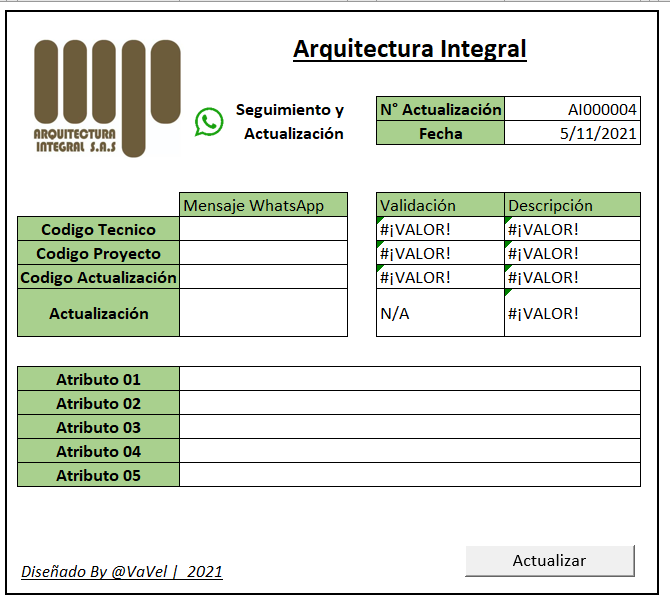 Arquitectura Integral
ARQUITECTURA
INTEGRAL S.A.S
Seguimiento y
Actualización
N° Actualización AI000004
Fecha 5/11/2021
Mensaje WhatsApp Validación Descripción
Codigo Tecnico #¡VALOR! #¡VALOR!
Codigo Proyecto #¡VALOR! #¡VALOR!
Codigo Actualización #¡VALOR! #¡VALOR!
Actualización N/A #¡VALOR!
Atributo 01
Atributo 02
Atributo 03
Atributo 04
Atributo 05
Actualizar
Diseñado By @VaVel | 2021